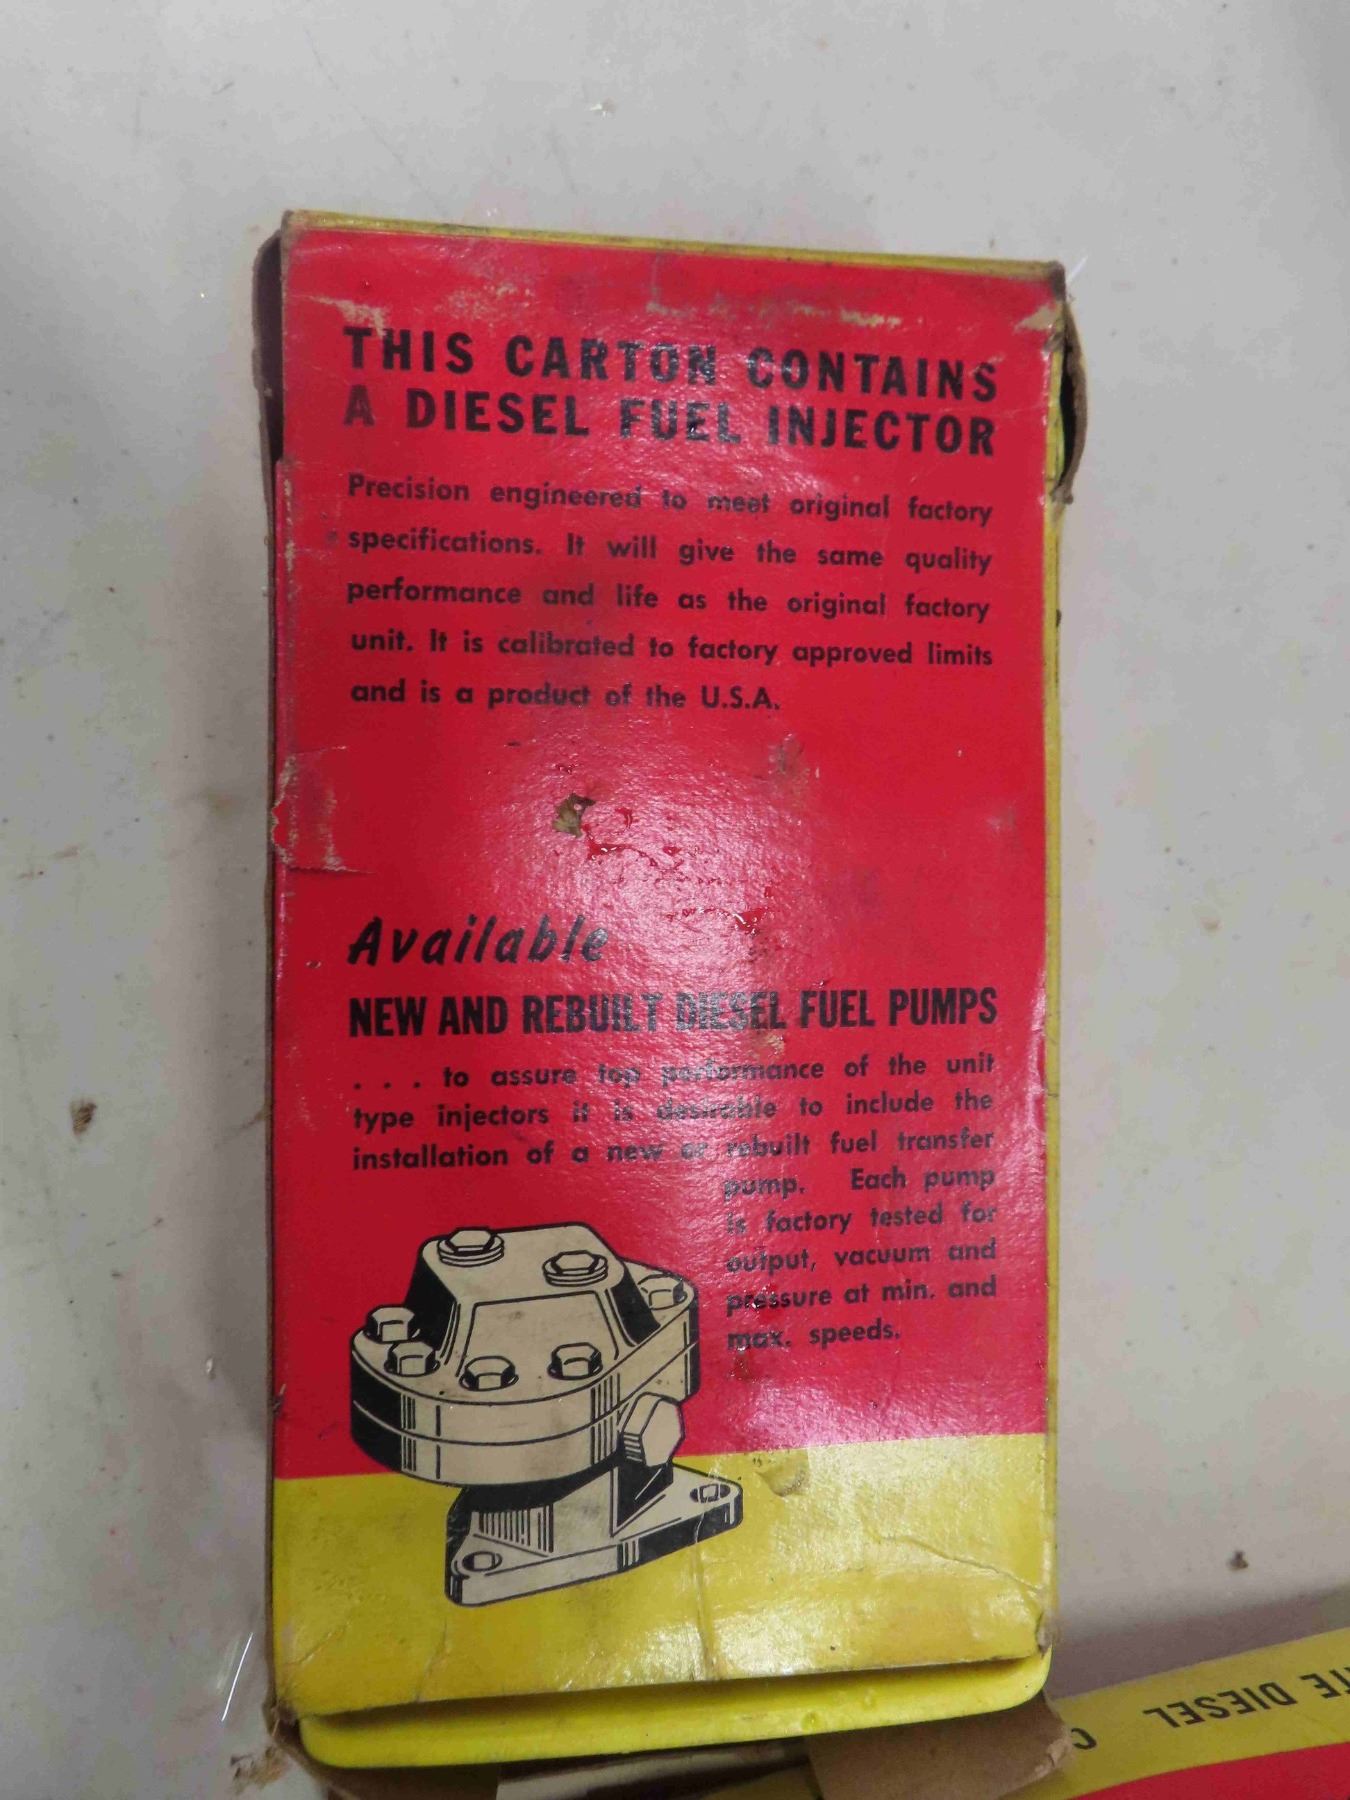 THIS CARTON CONTAINS
A DIESEL FUEL INJECTOR
Precision engineered to meet original factory
specifications. It will give the same quality
performance and life as the original factory
unit. It is calibrated to factory approved limits
and is a product of the U.S.A.
Available
NEW AND REBUILT DIESEL FUEL PUMPS
. . . to assure top performance of the unit
type injectors it is desirable to include the
installation of a new or rebuilt fuel transfer
pump. Each pump
is factory tested for
output, vacuum and
pressure at min. and
max. speeds.
DIESEL